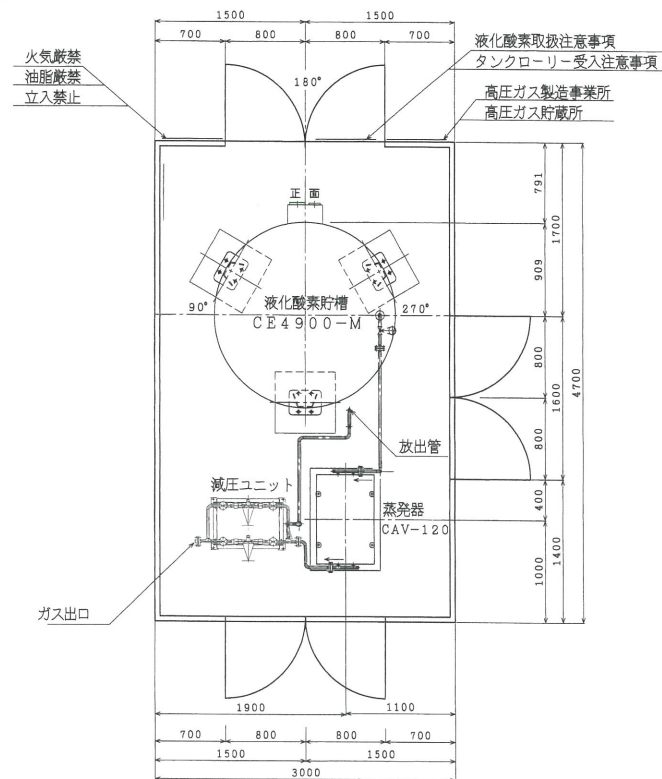 1500 1500
700 800 800 700
火気厳禁
油脂厳禁
立入禁止
液化酸素取扱注意事項
タンクローリー受入注意事項
高圧ガス製造事業所
高圧ガス貯蔵所
180°
正 面
791
1700
909
90°
液化酸素貯槽
CE4900-M
270°
800
1600
4700
800
放出管
減圧ユニット
蒸発器
CAV-120
400
1400
1000
ガス出口
1900 1100
700 800 800 700
1500 1500
3000